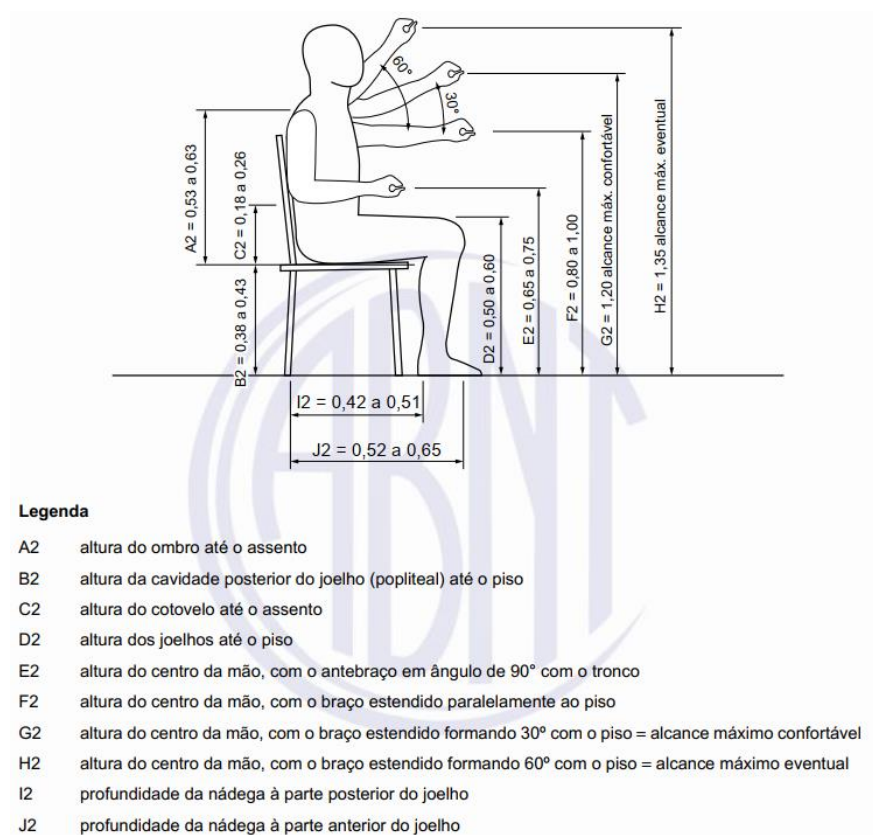 60°
30°
A2 = 0,53 a 0,63
C2 = 0,18 a 0,26
B2 = 0,38 a 0,43
D2 = 0,50 a 0,60
E2 = 0,65 a 0,75
F2 = 0,80 a 1,00
G2 = 1,20 alcance máx. confortável
H2 = 1,35 alcance máx. eventual
I2 = 0,42 a 0,51
J2 = 0,52 a 0,65
ABNT
Legenda
A2 altura do ombro até o assento
B2 altura da cavidade posterior do joelho (popliteal) até o piso
C2 altura do cotovelo até o assento
D2 altura dos joelhos até o piso
E2 altura do centro da mão, com o antebraço em ângulo de 90° com o tronco
F2 altura do centro da mão, com o braço estendido paralelamente ao piso
G2 altura do centro da mão, com o braço estendido formando 30º com o piso = alcance máximo confortável
H2 altura do centro da mão, com o braço estendido formando 60º com o piso = alcance máximo eventual
I2 profundidade da nádega à parte posterior do joelho
J2 profundidade da nádega à parte anterior do joelho